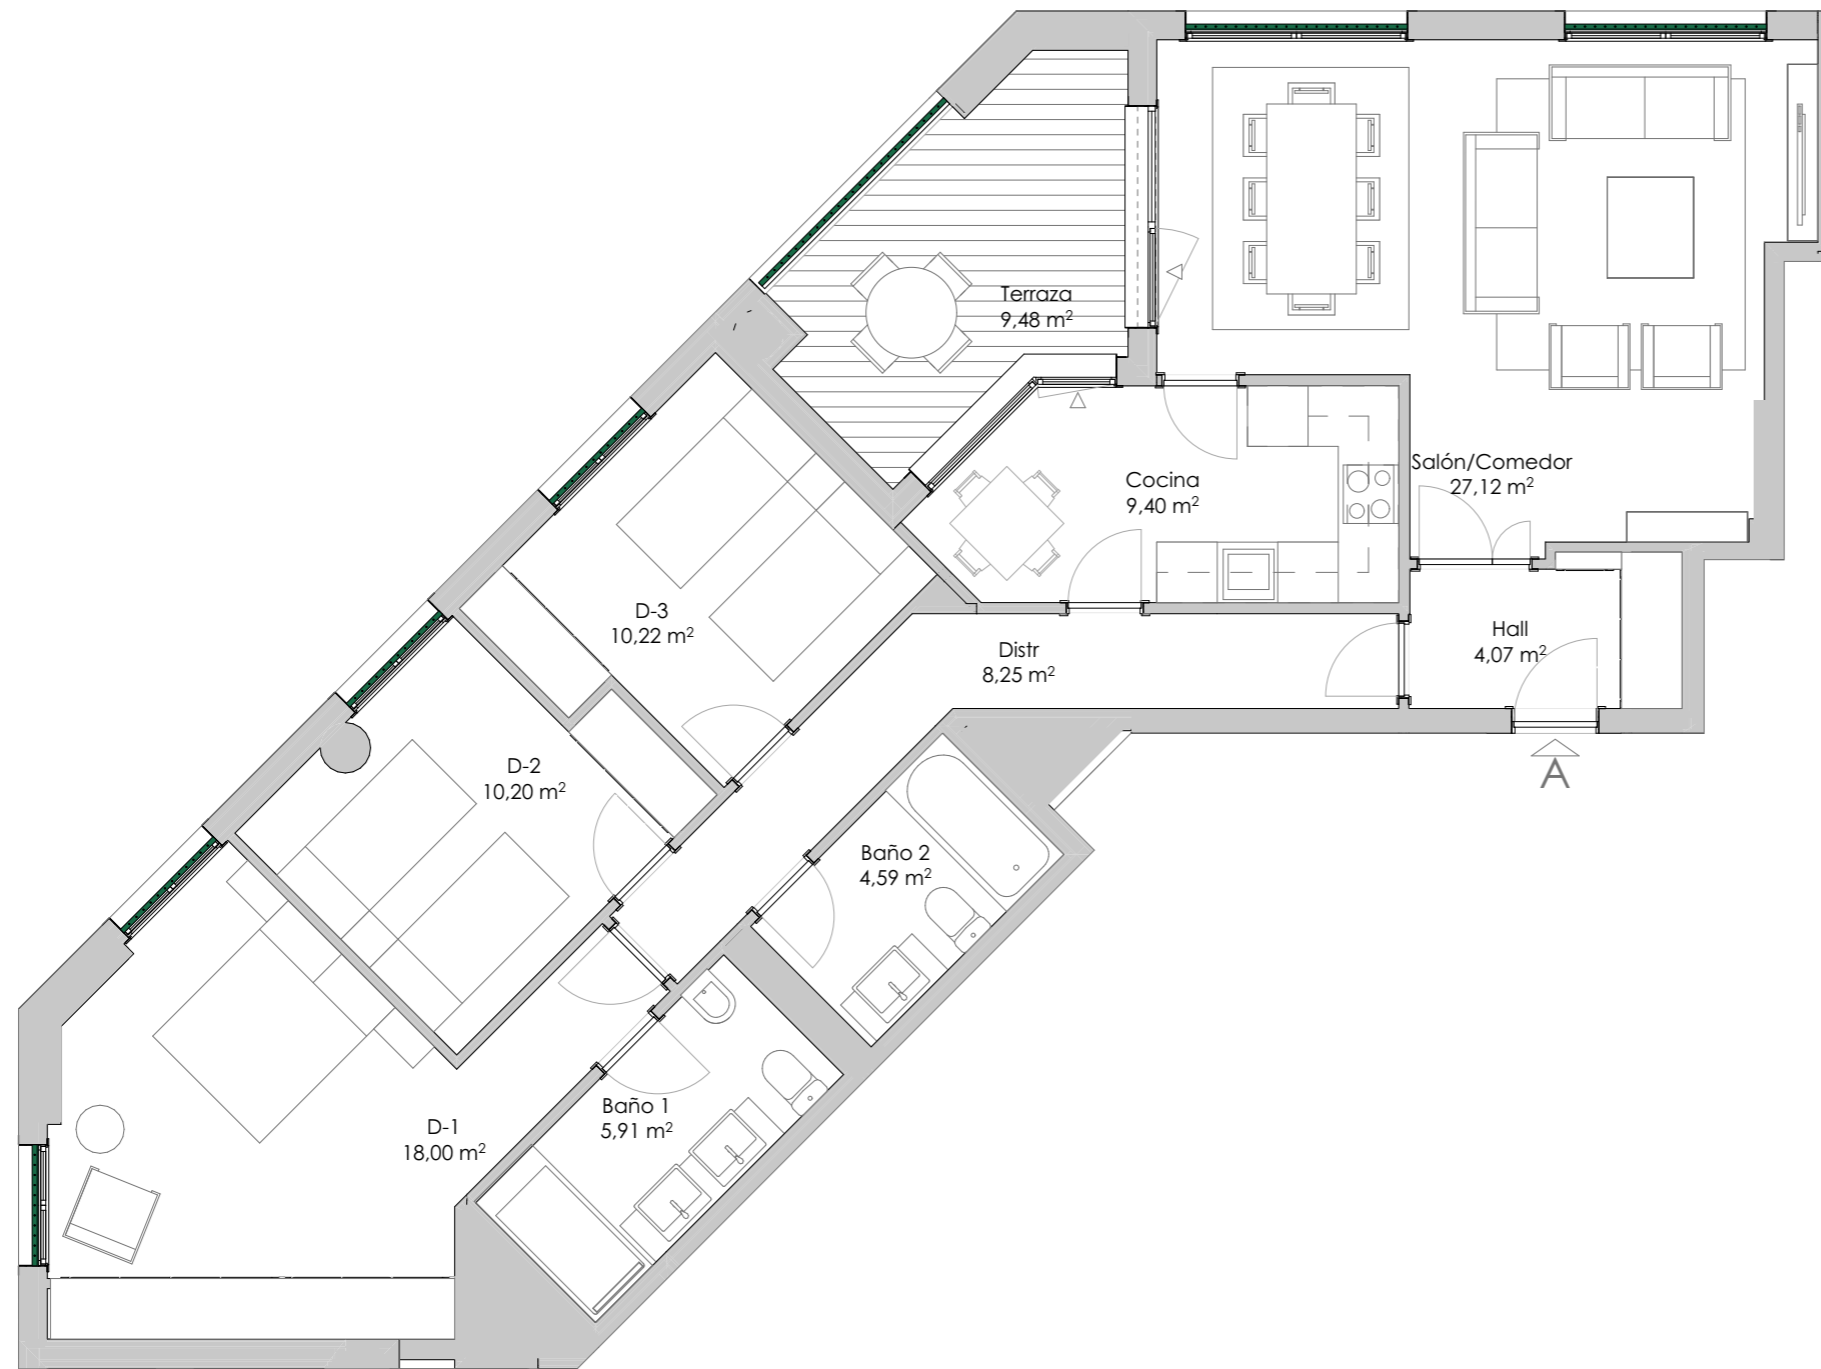 Terraza
9,48 m²
Salón/Comedor
27,12 m²
Cocina
9,40 m²
D-3
10,22 m²
Distr
8,25 m²
Hall
4,07 m²
A
D-2
10,20 m²
Baño 2
4,59 m²
Baño 1
5,91 m²
D-1
18,00 m²